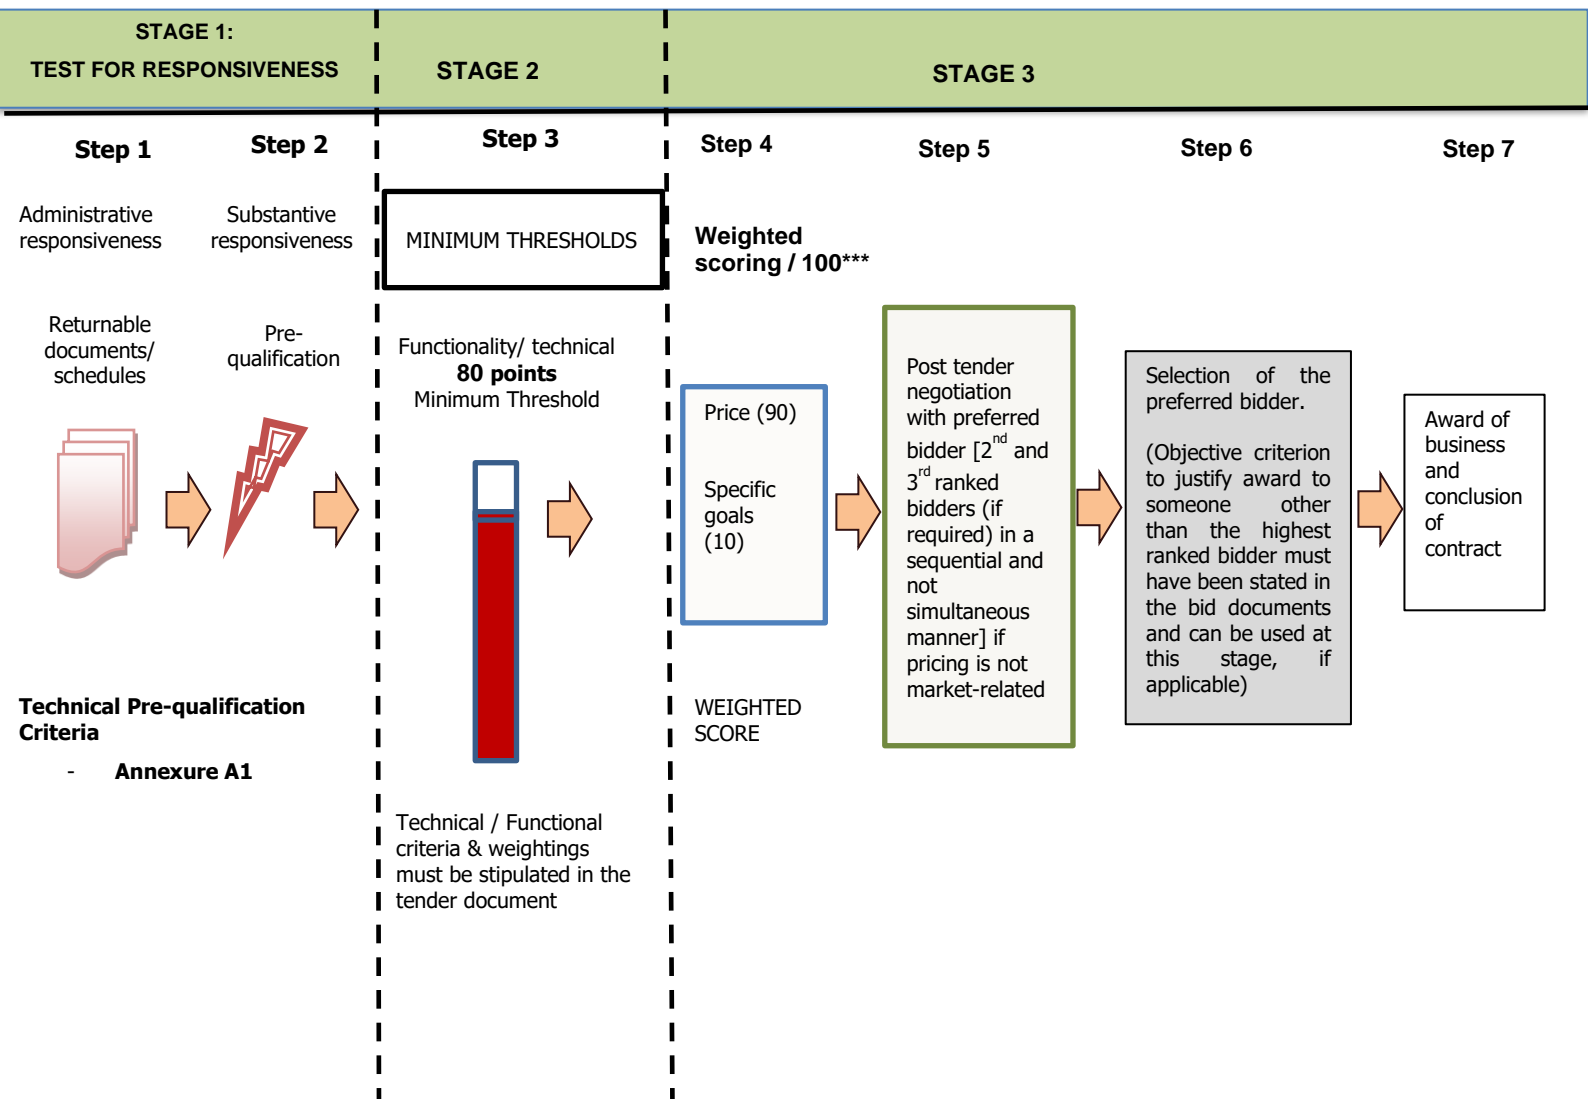 STAGE 1:
TEST FOR RESPONSIVENESS
STAGE 2
STAGE 3
Step 1
Step 2
Step 3
Step 4
Step 5
Step 6
Step 7
Administrative
responsiveness
Substantive
responsiveness
MINIMUM THRESHOLDS
Weighted
scoring / 100***
Returnable
documents/
schedules
Pre-
qualification
Functionality/ technical
80 points
Minimum Threshold
Price (90)
Specific
goals
(10)
Post tender
negotiation
with preferred
bidder [2nd and
3rd ranked
bidders (if
required) in a
sequential and
not
simultaneous
manner] if
pricing is not
market-related
Selection of the
preferred bidder.
(Objective criterion
to justify award to
someone other
than the highest
ranked bidder must
have been stated in
the bid documents
and can be used at
this stage, if
applicable)
Award of
business
and
conclusion
of
contract
Technical Pre-qualification
Criteria
- Annexure A1
WEIGHTED
SCORE
Technical / Functional
criteria & weightings
must be stipulated in the
tender document